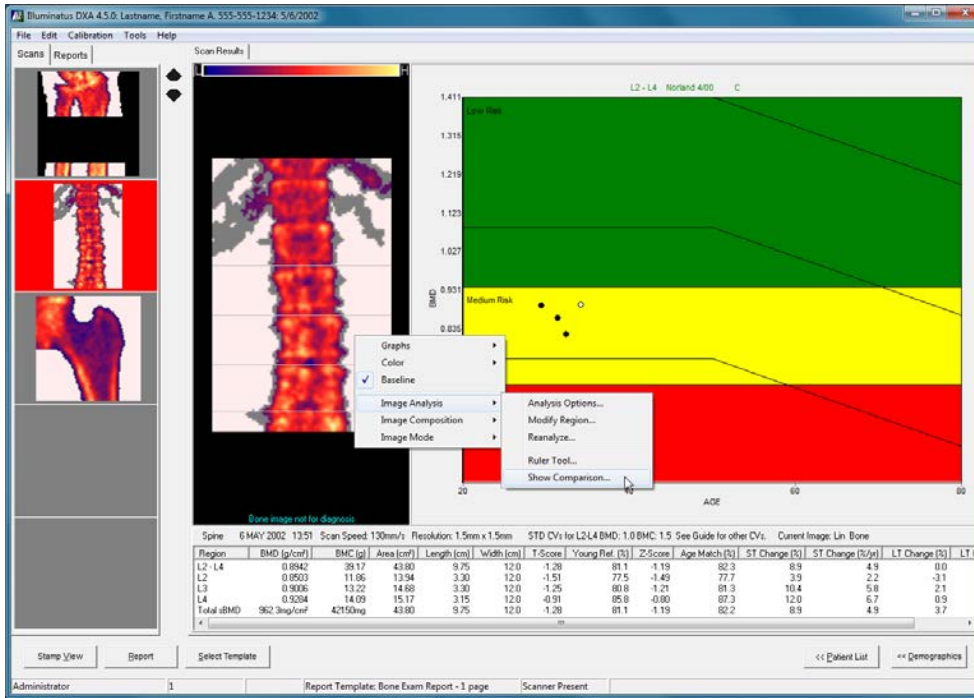 Illuminatus DXA 4.5.0: Lastname, Firstname A. 555-555-1234: 5/6/2002
File Edit Calibration Tools Help
Scans Reports
Scan Results
L H
L2 - L4 Norland 4/00 C
1.411
Low Risk
1.315
1.219
1.123
1.027
0.931
Medium Risk
BMD
0.835
Graphs
Color
Baseline
Image Analysis
Image Composition
Image Mode
Analysis Options...
Modify Region...
Reanalyze...
Ruler Tool...
Show Comparison...
20 40 60 80
AGE
Bone image not for diagnosis
Spine 6 MAY 2002 13:51 Scan Speed: 130mm/s Resolution: 1.5mm x 1.5mm STD CVs for L2-L4 BMD: 1.0 BMC: 1.5 See Guide for other CVs. Current Image: Lin Bone
Region BMD (g/cm²) BMC (g) Area (cm²) Length (cm) Width (cm) T-Score Young Ref. (%) Z-Score Age Match (%) ST Change (%) ST Change (%/yr) LT Change (%) LT
L2 - L4 0.8942 39.17 43.80 9.75 12.0 -1.28 81.1 -1.19 82.3 8.9 4.9 0.0
L2 0.8503 11.86 13.94 3.30 12.0 -1.51 77.5 -1.49 77.7 3.9 2.2 -3.1
L3 0.9006 13.22 14.68 3.30 12.0 -1.25 80.8 -1.21 81.3 10.4 5.8 2.1
L4 0.9284 14.09 15.17 3.15 12.0 -0.91 85.8 -0.80 87.3 12.0 6.7 0.9
Total sBMD 962.3mg/cm² 42150mg 43.80 9.75 12.0 -1.28 81.1 -1.19 82.2 8.9 4.9 3.7
Stamp View Report Select Template << Patient List << Demographics
Administrator 1 Report Template: Bone Exam Report - 1 page Scanner Present